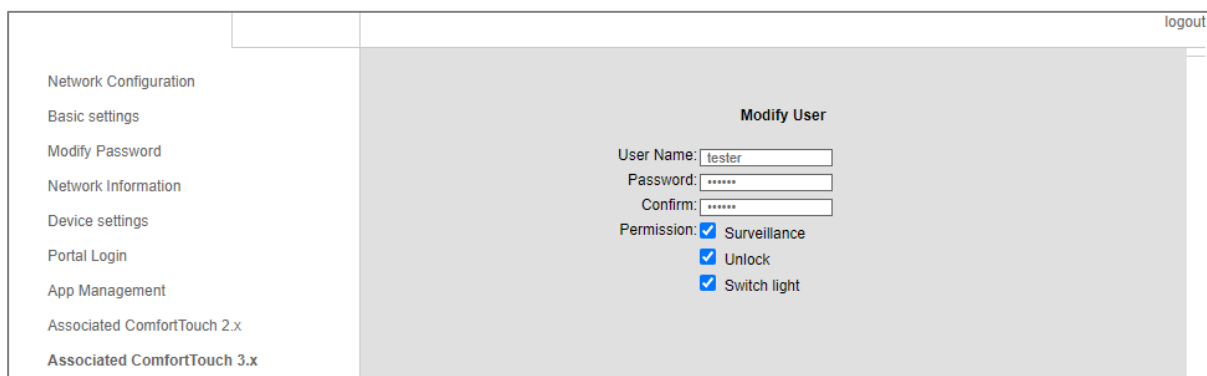 logout
Network Configuration
Basic settings
Modify Password
Network Information
Device settings
Portal Login
App Management
Associated ComfortTouch 2.x
Associated ComfortTouch 3.x
Modify User
User Name: tester
Password: ••••••
Confirm: ••••••
Permission: Surveillance
Unlock
Switch light